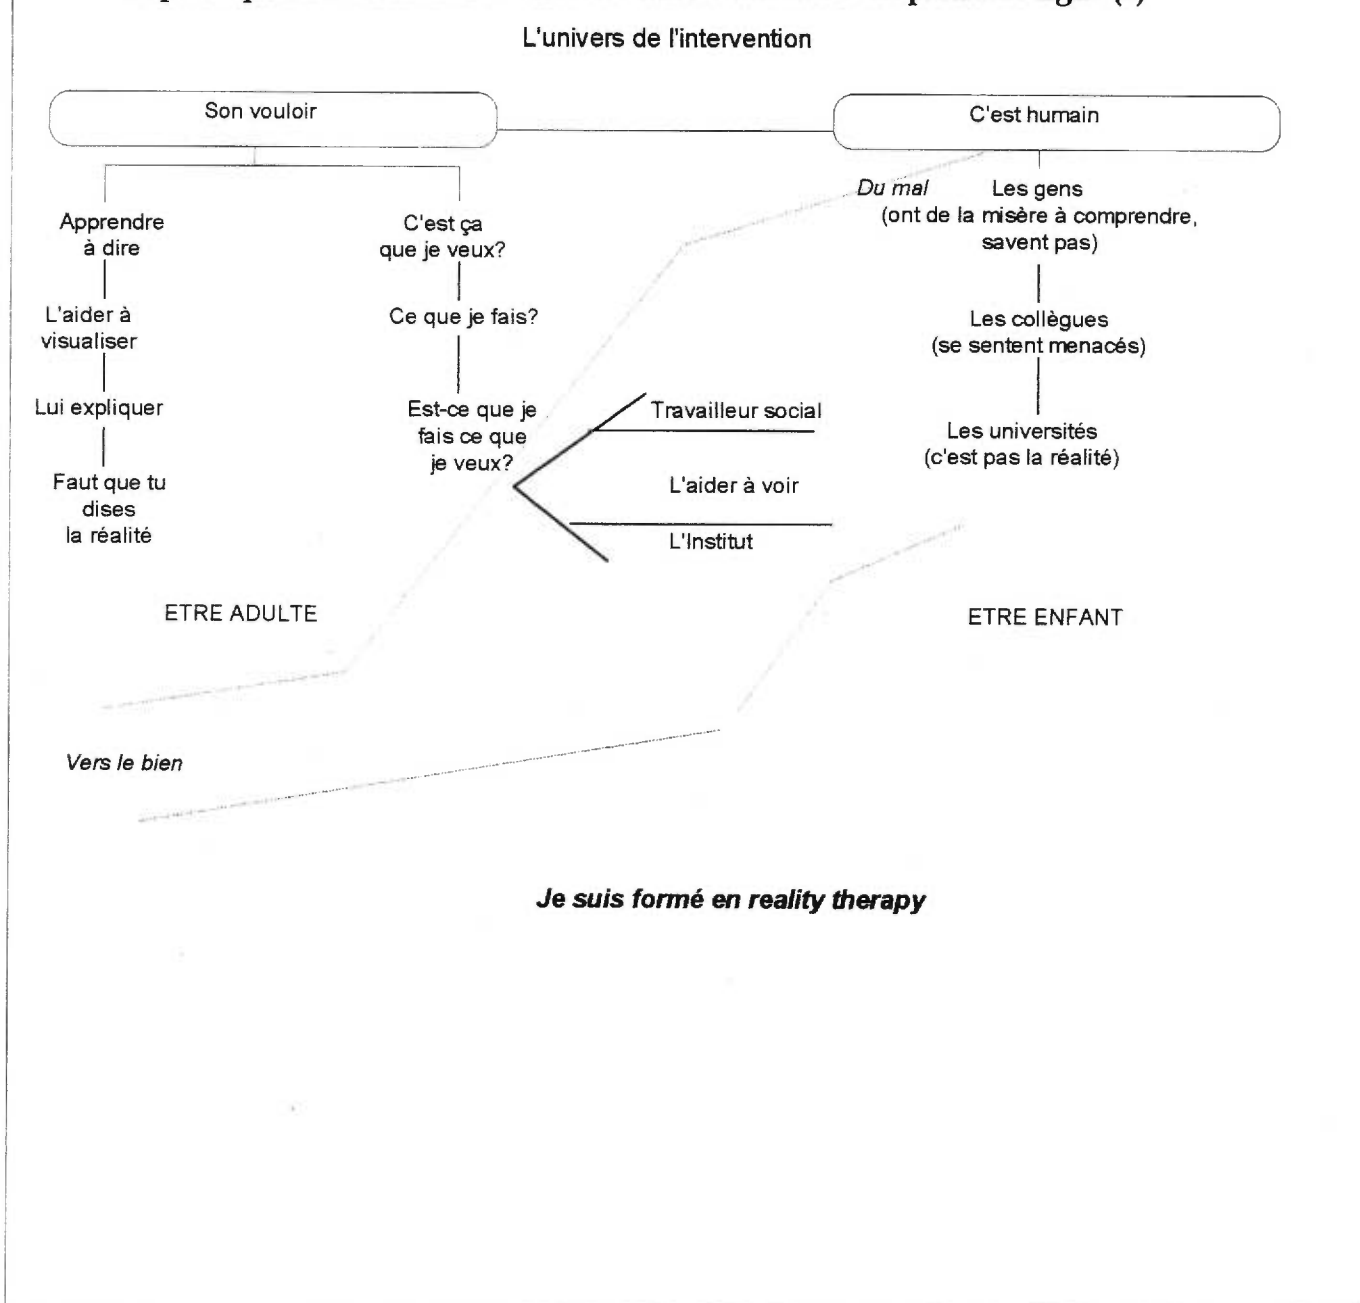 L'univers de l'intervention
Son vouloir
C'est humain
Apprendre
à dire
L'aider à
visualiser
Lui expliquer
Faut que tu
dises
la réalité
C'est ça
que je veux?
Ce que je fais?
Est-ce que je
fais ce que
je veux?
Travailleur social
L'aider à voir
L'Institut
Du mal
Les gens
(ont de la misère à comprendre,
savent pas)
Les collègues
(se sentent menacés)
Les universités
(c'est pas la réalité)
ETRE ADULTE
ETRE ENFANT
Vers le bien
Je suis formé en reality therapy